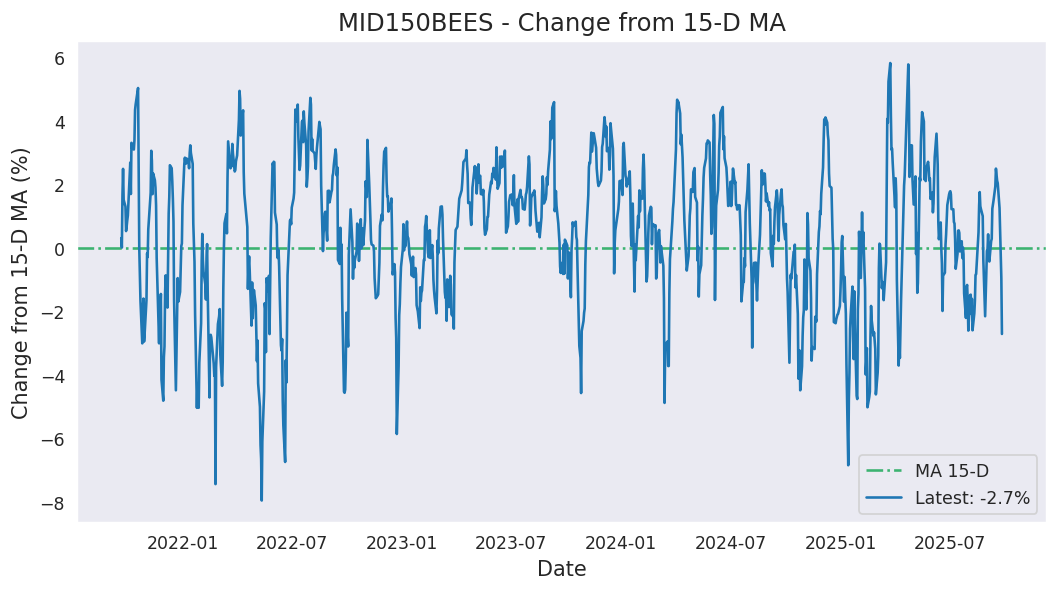 MID150BEES - Change from 15-D MA
Change from 15-D MA (%)
6
4
2
0
−2
−4
−6
−8
MA 15-D
Latest: -2.7%
2022-01 2022-07 2023-01 2023-07 2024-01 2024-07 2025-01 2025-07
Date